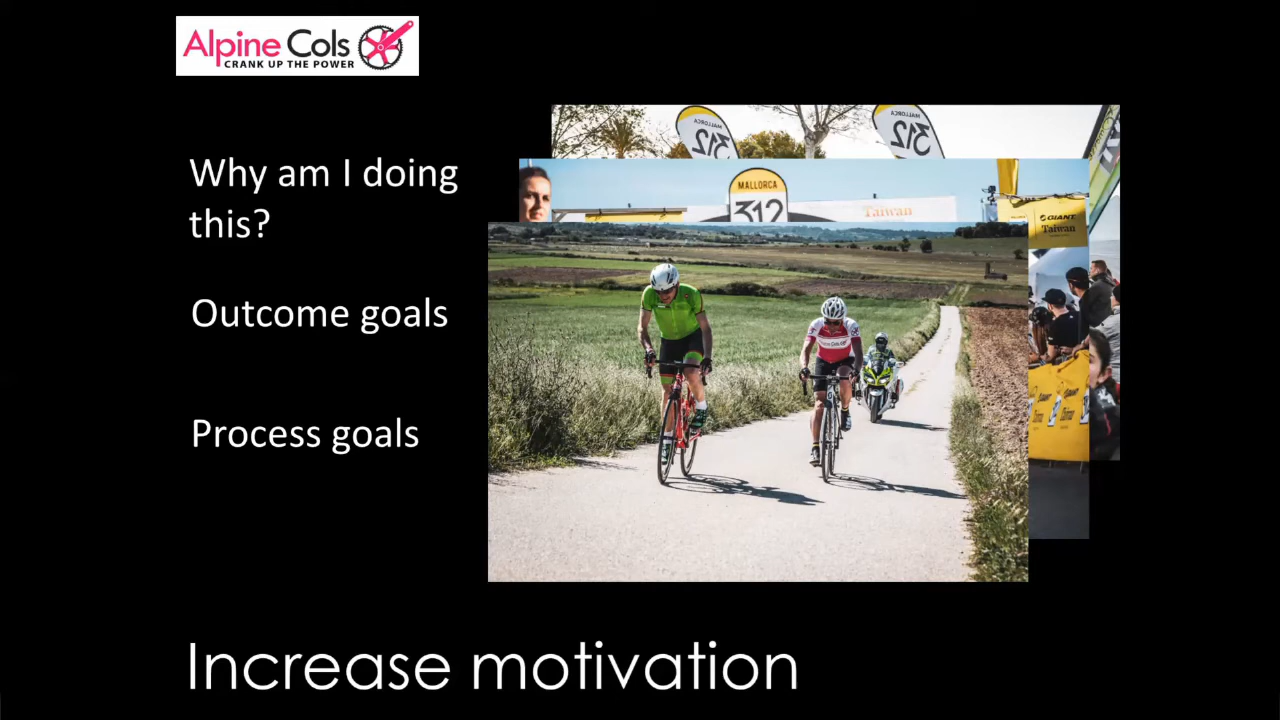 Alpine Cols
CRANK UP THE POWER
Why am I doing
this?
Outcome goals
Process goals
MALLORCA
312
MALLORCA
312
MALLORCA
312
Taiwan
GIANT
Taiwan
Increase motivation